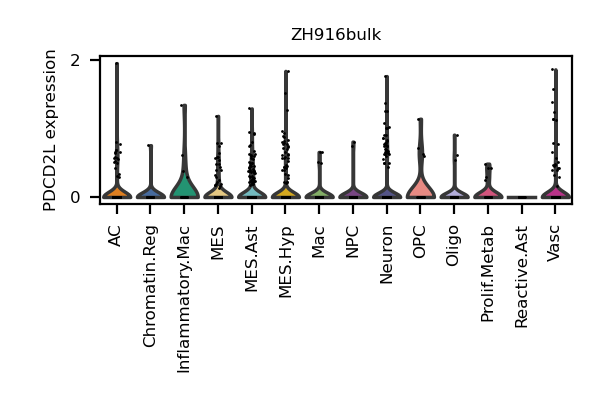 ZH916bulk
PDCD2L expression
2
0
AC
Chromatin.Reg
Inflammatory.Mac
MES
MES.Ast
MES.Hyp
Mac
NPC
Neuron
OPC
Oligo
Prolif.Metab
Reactive.Ast
Vasc